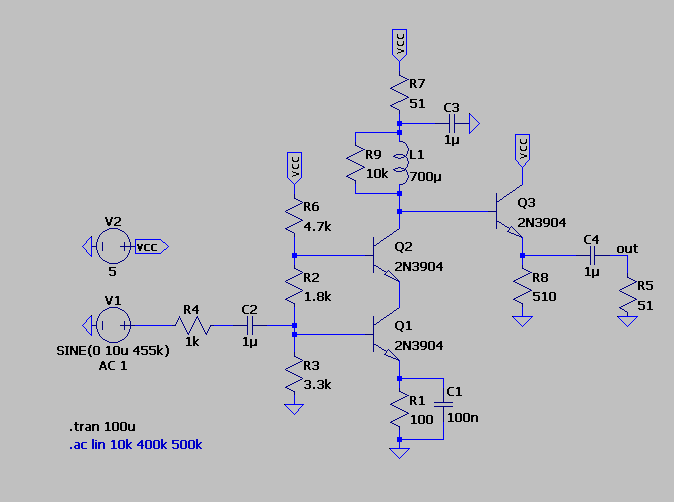 VCC
R7
51
C3
1µ
R9
10k
L1
700µ
VCC
VCC
R6
4.7k
Q3
2N3904
V2
VCC
5
Q2
2N3904
C4
1µ
out
R2
1.8k
R8
510
R5
51
V1
R4
1k
C2
1µ
Q1
2N3904
SINE(0 10u 455k)
AC 1
R3
3.3k
R1
100
C1
100n
.tran 100u
.ac lin 10k 400k 500k